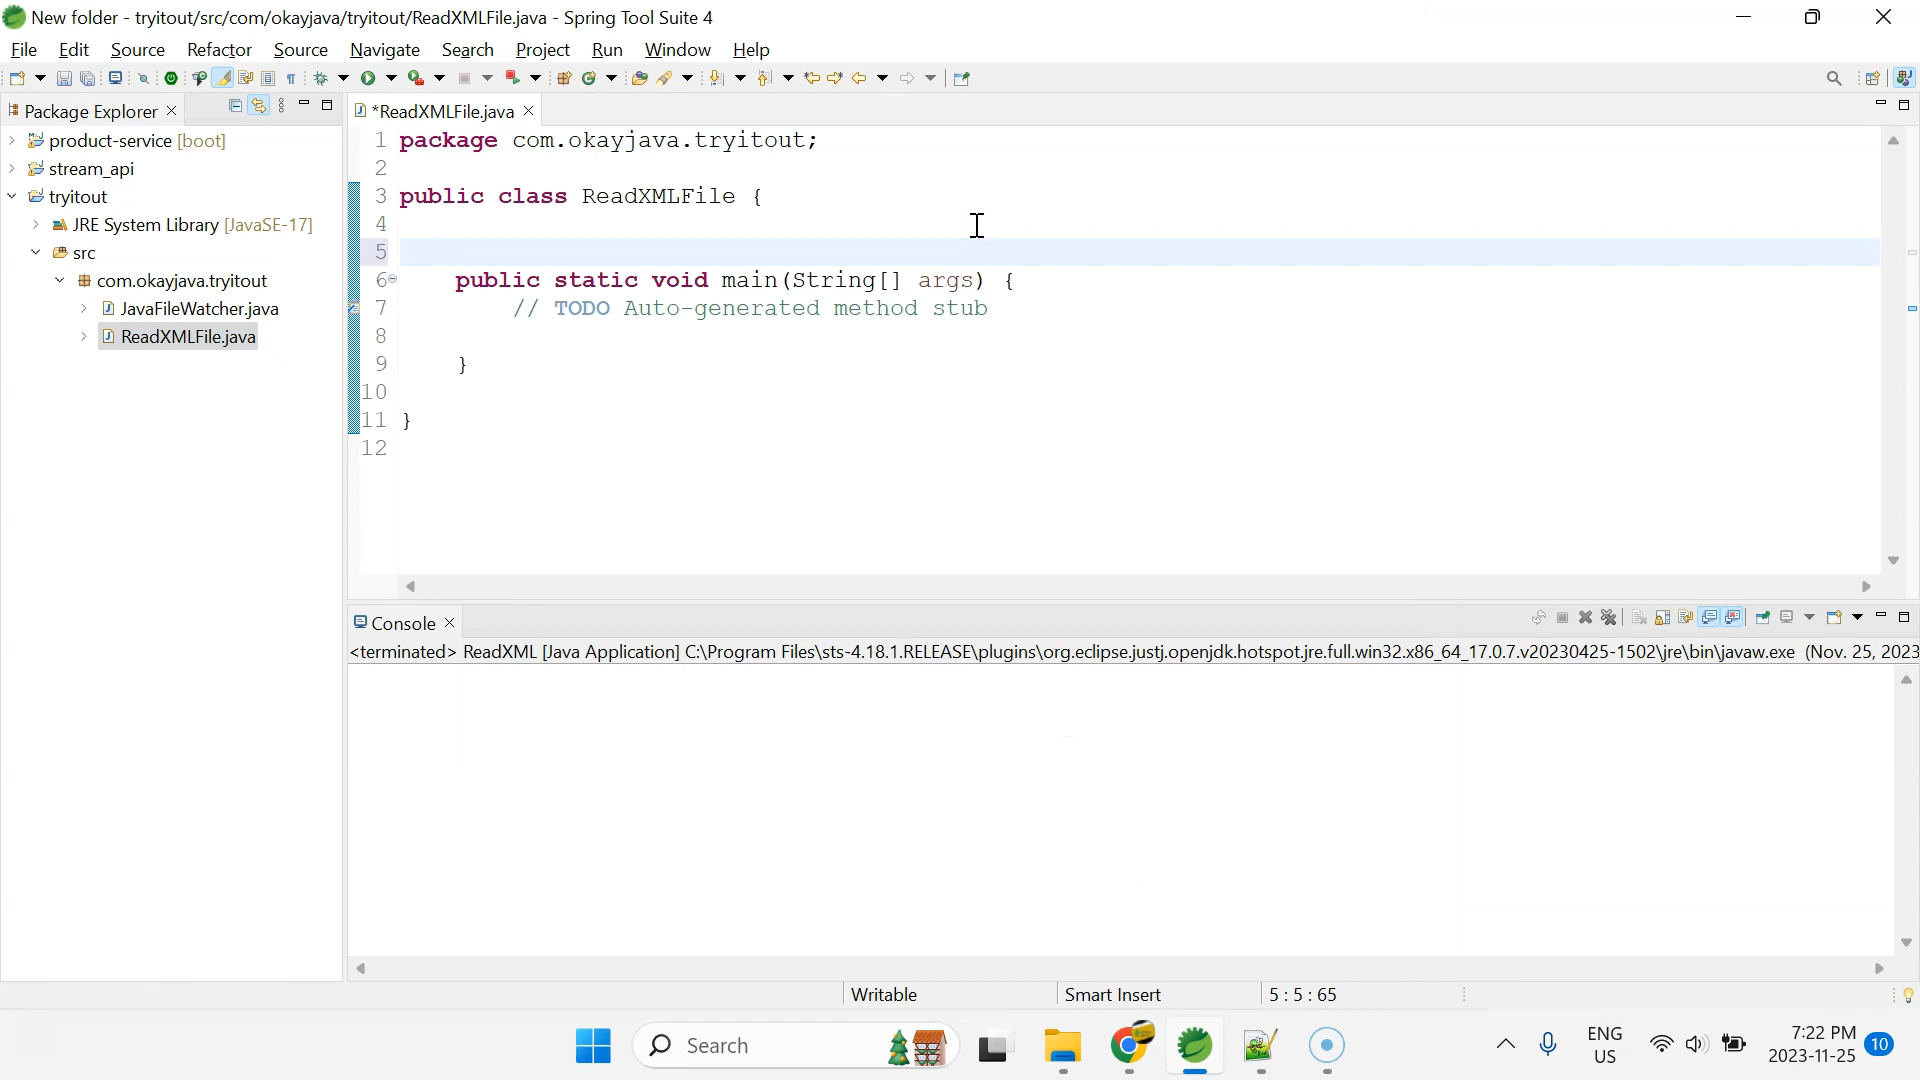 New folder - tryitout/src/com/okayjava/tryitout/ReadXMLFile.java - Spring Tool Suite 4
File Edit Source Refactor Source Navigate Search Project Run Window Help
Package Explorer
*ReadXMLFile.java
product-service [boot]
stream_api
tryitout
JRE System Library [JavaSE-17]
src
com.okayjava.tryitout
JavaFileWatcher.java
ReadXMLFile.java
1 package com.okayjava.tryitout;
2
3 public class ReadXMLFile {
4
5
6 public static void main(String[] args) {
7 // TODO Auto-generated method stub
8
9 }
10
11 }
12
Console
<terminated> ReadXML [Java Application] C:\Program Files\sts-4.18.1.RELEASE\plugins\org.eclipse.justj.openjdk.hotspot.jre.full.win32.x86_64_17.0.7.v20230425-1502\jre\bin\javaw.exe (Nov. 25, 2023
Writable Smart Insert 5 : 5 : 65
Search
ENG
US
7:22 PM
2023-11-25
10